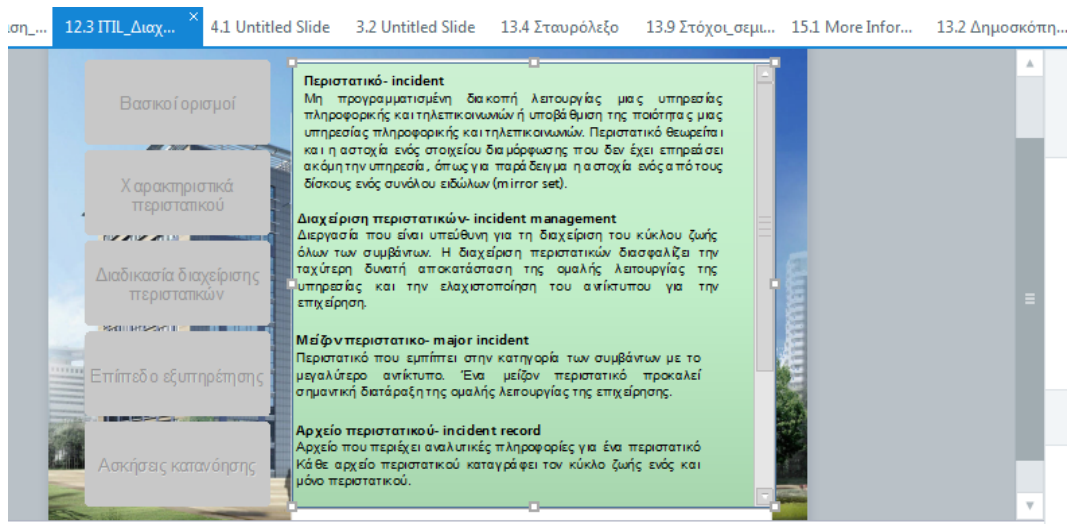 ιση_...
12.3 ITIL_Διαχ...
4.1 Untitled Slide
3.2 Untitled Slide
13.4 Σταυρόλεξο
13.9 Στόχοι_σεμι...
15.1 More Infor...
13.2 Δημοσκόπη...
Βασικοί ορισμοί
Χαρακτηριστικά
περιστατικού
Διαδικασία διαχείρισης
περιστατικών
Επίπεδο εξυπηρέτησης
Ασκήσεις κατανόησης
Περιστατικό- incident
Μη προγραμματισμένη διακοπή λειτουργίας μιας υπηρεσίας
πληροφορικής και τηλεπικοινωνιών ή υποβάθμιση της ποιότητας μιας
υπηρεσίας πληροφορικής και τηλεπικοινωνιών. Περιστατικό θεωρείται
και η αστοχία ενός στοιχείου διαμόρφωσης που δεν έχει επηρεάσει
ακόμη την υπηρεσία, όπως για παράδειγμα η αστοχία ενός από τους
δίσκους ενός συνόλου ειδώλων (mirror set).
Διαχείριση περιστατικών- incident management
Διεργασία που είναι υπεύθυνη για τη διαχείριση του κύκλου ζωής
όλων των συμβάντων. Η διαχείριση περιστατικών διασφαλίζει την
ταχύτερη δυνατή αποκατάσταση της ομαλής λειτουργίας της
υπηρεσίας και την ελαχιστοποίηση του αντίκτυπου για την
επιχείρηση.
Μείζον περιστατικο- major incident
Περιστατικό που εμπίπτει στην κατηγορία των συμβάντων με το
μεγαλύτερο αντίκτυπο. Ένα μείζον περιστατικό προκαλεί
σημαντική διατάραξη της ομαλής λειτουργίας της επιχείρησης.
Αρχείο περιστατικού- incident record
Αρχείο που περιέχει αναλυτικές πληροφορίες για ένα περιστατικό
Κάθε αρχείο περιστατικού καταγράφει τον κύκλο ζωής ενός και
μόνο περιστατικού.